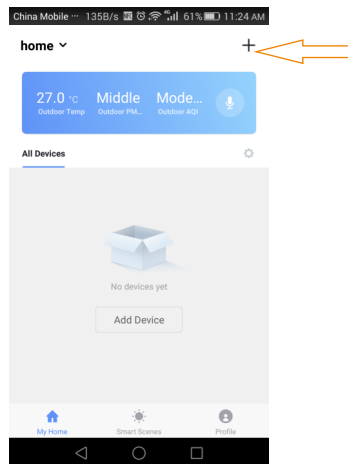 China Mobile ··· 135B/s 4G 61% 11:24 AM
home
27.0 °C Middle Mode...
Outdoor Temp Outdoor PM... Outdoor AQI
All Devices
No devices yet
Add Device
My Home Smart Scenes Profile